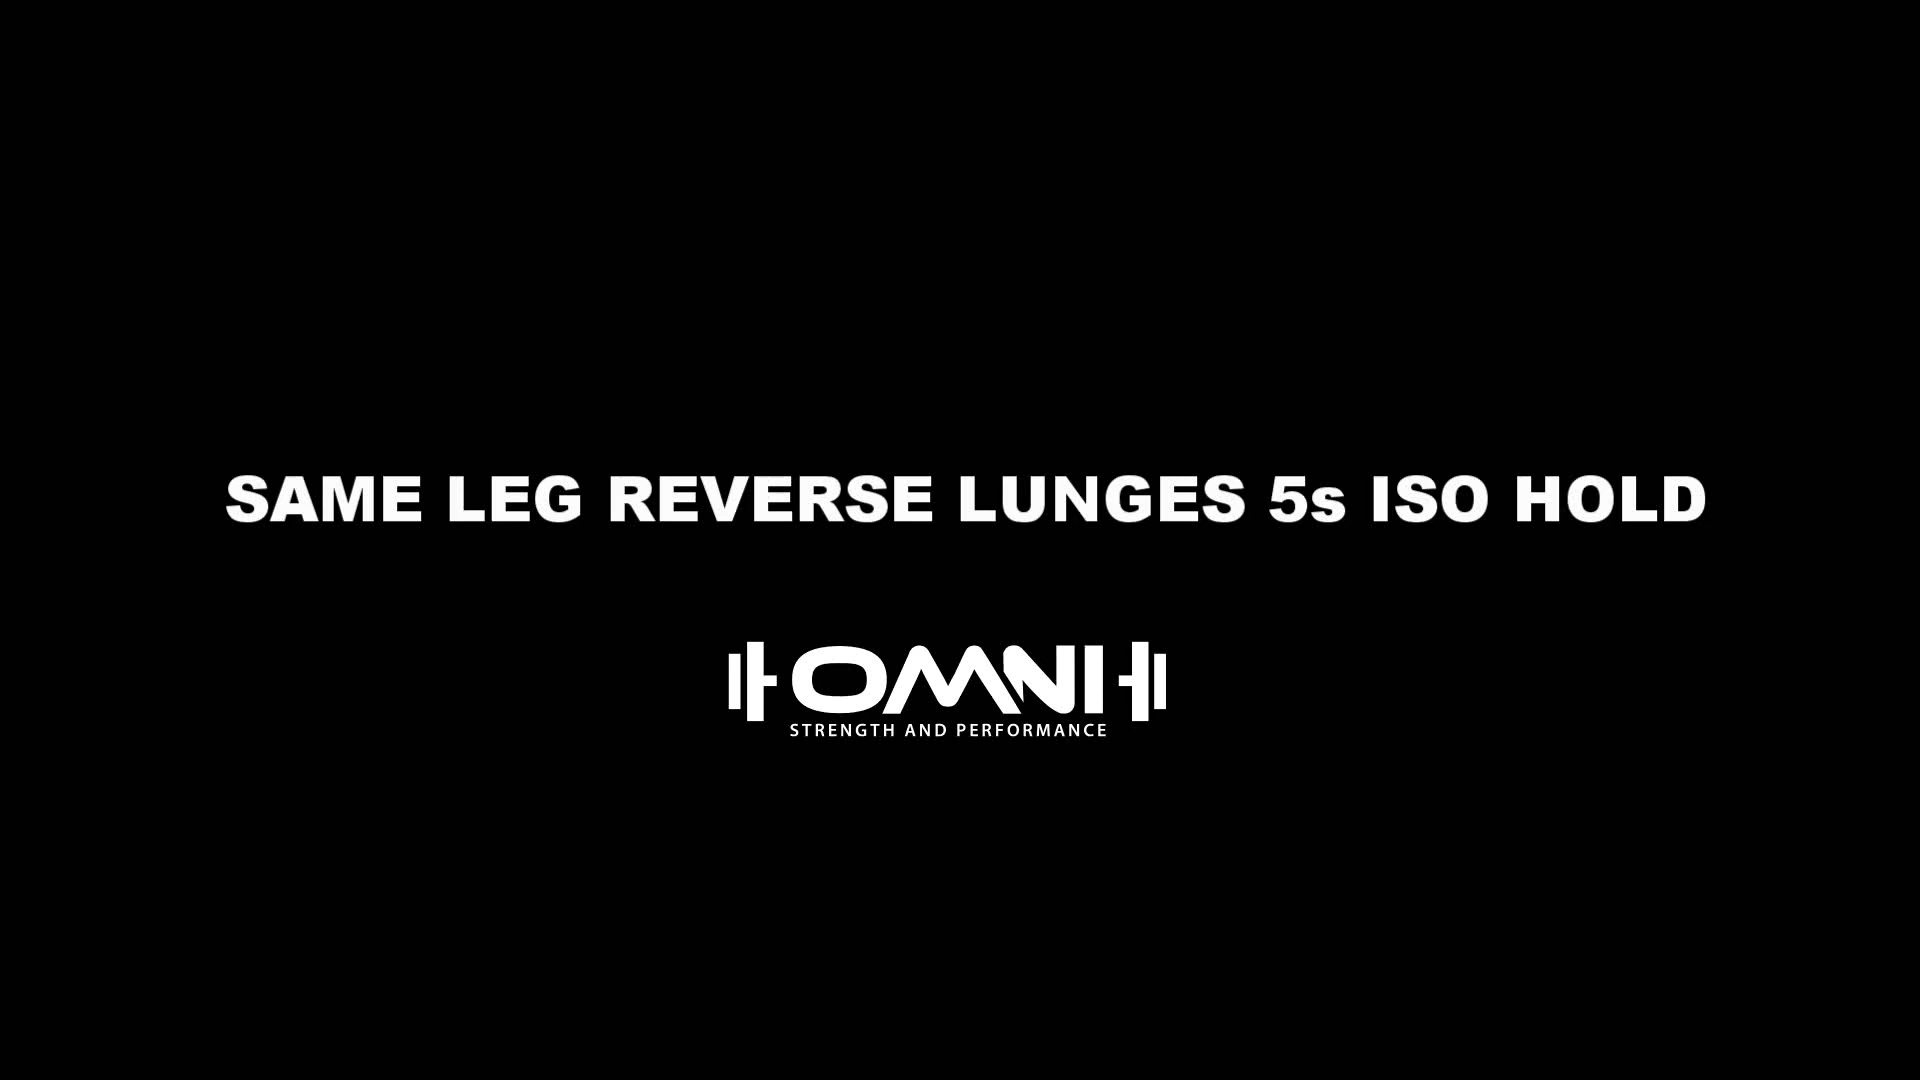 SAME LEG REVERSE LUNGES 5s ISO HOLD
OMNI
STRENGTH AND PERFORMANCE